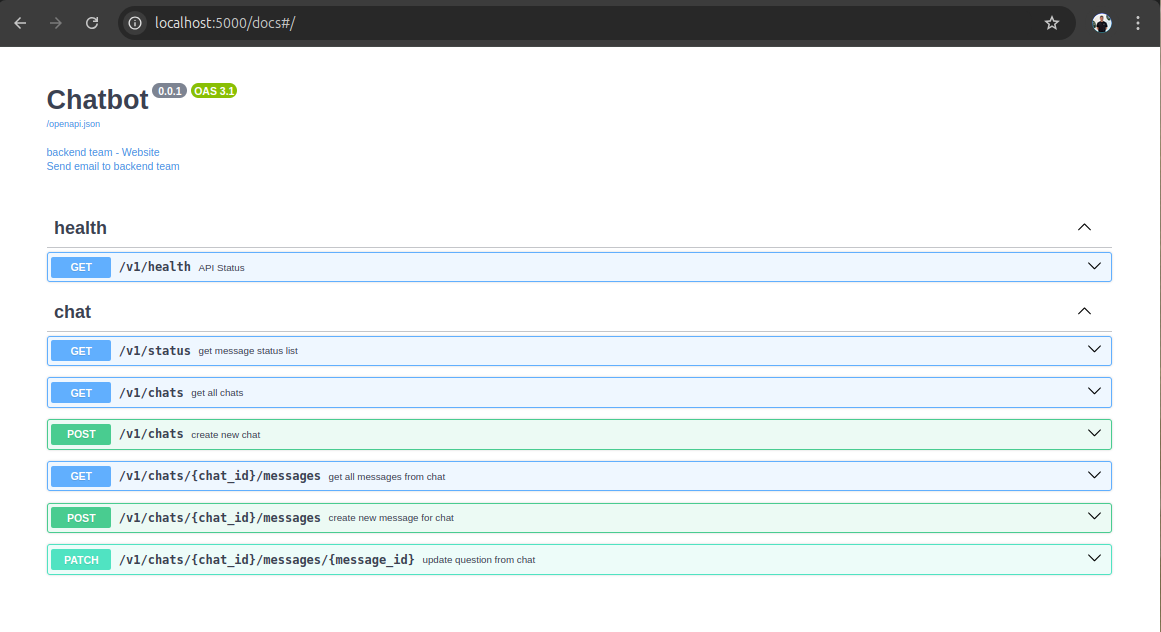 localhost:5000/docs#/
Chatbot 0.0.1 OAS 3.1
/openapi.json
backend team - Website
Send email to backend team
health
GET /v1/health API Status
chat
GET /v1/status get message status list
GET /v1/chats get all chats
POST /v1/chats create new chat
GET /v1/chats/{chat_id}/messages get all messages from chat
POST /v1/chats/{chat_id}/messages create new message for chat
PATCH /v1/chats/{chat_id}/messages/{message_id} update question from chat